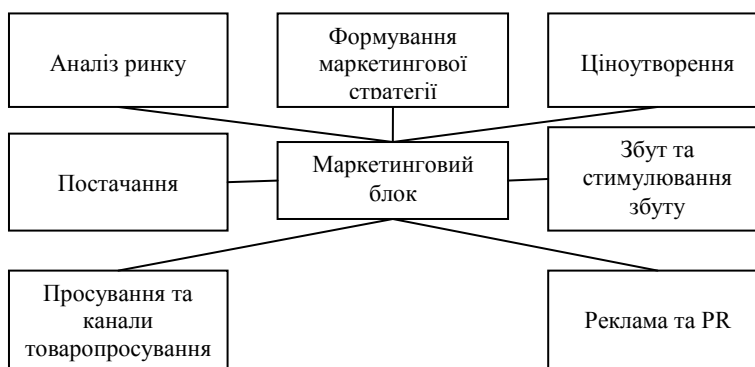 Аналіз ринку
Формування
маркетингової
стратегії
Ціноутворення
Постачання
Маркетинговий
блок
Збут та
стимулювання
збуту
Просування та
канали
товаропросування
Реклама та PR